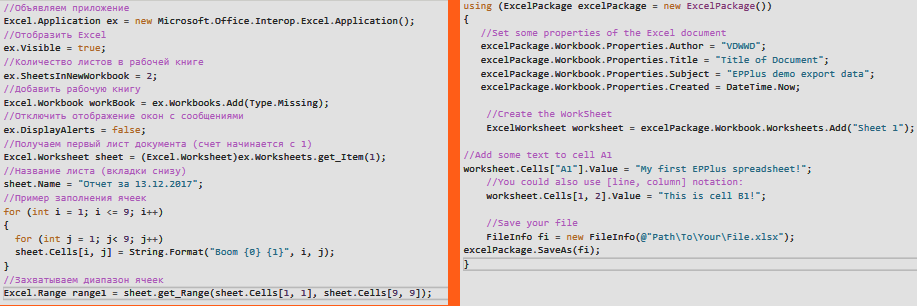 //Объявляем приложение
Excel.Application ex = new Microsoft.Office.Interop.Excel.Application();
//Отобразить Excel
ex.Visible = true;
//Количество листов в рабочей книге
ex.SheetsInNewWorkbook = 2;
//Добавить рабочую книгу
Excel.Workbook workBook = ex.Workbooks.Add(Type.Missing);
//Отключить отображение окон с сообщениями
ex.DisplayAlerts = false;
//Получаем первый лист документа (счет начинается с 1)
Excel.Worksheet sheet = (Excel.Worksheet)ex.Worksheets.get_Item(1);
//Название листа (вкладки снизу)
sheet.Name = "Отчет за 13.12.2017";
//Пример заполнения ячеек
for (int i = 1; i <= 9; i++)
{
for (int j = 1; j< 9; j++)
sheet.Cells[i, j] = String.Format("Boom {0} {1}", i, j);
}
//Захватываем диапазон ячеек
Excel.Range range1 = sheet.get_Range(sheet.Cells[1, 1], sheet.Cells[9, 9]);
using (ExcelPackage excelPackage = new ExcelPackage())
{
//Set some properties of the Excel document
excelPackage.Workbook.Properties.Author = "VDWWD";
excelPackage.Workbook.Properties.Title = "Title of Document";
excelPackage.Workbook.Properties.Subject = "EPPlus demo export data";
excelPackage.Workbook.Properties.Created = DateTime.Now;
//Create the WorkSheet
ExcelWorksheet worksheet = excelPackage.Workbook.Worksheets.Add("Sheet 1");
//Add some text to cell A1
worksheet.Cells["A1"].Value = "My first EPPlus spreadsheet!";
//You could also use [line, column] notation:
worksheet.Cells[1, 2].Value = "This is cell B1!";
//Save your file
FileInfo fi = new FileInfo(@"Path\To\Your\File.xlsx");
excelPackage.SaveAs(fi);
}